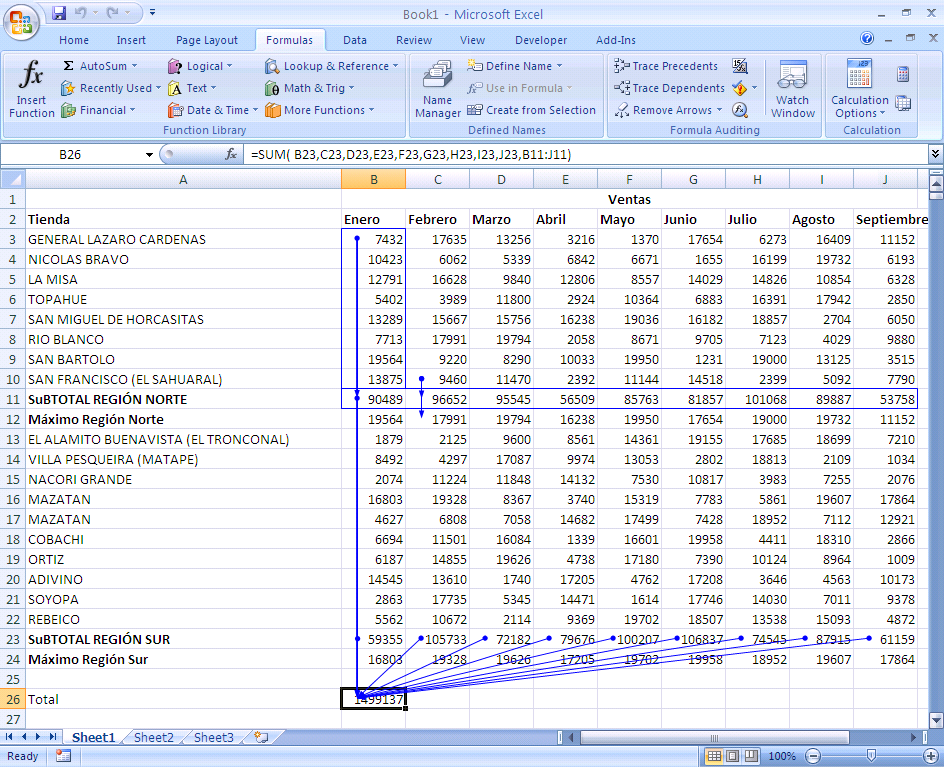 Book1 - Microsoft Excel
Home Insert Page Layout Formulas Data Review View Developer Add-Ins
fx Insert Function
Σ AutoSum
Recently Used
Financial
Logical
Text
Date & Time
Lookup & Reference
Math & Trig
More Functions
Function Library
Name Manager
Define Name
Use in Formula
Create from Selection
Defined Names
Trace Precedents
Trace Dependents
Remove Arrows
Formula Auditing
Watch Window
Calculation Options
Calculation
B26 fx =SUM( B23,C23,D23,E23,F23,G23,H23,I23,J23,B11:J11)
A B C D E F G H I J
1 Ventas
2 Tienda Enero Febrero Marzo Abril Mayo Junio Julio Agosto Septiembre
3 GENERAL LAZARO CARDENAS 7432 17635 13256 3216 1370 17654 6273 16409 11152
4 NICOLAS BRAVO 10423 6062 5339 6842 6671 1655 16199 19732 6193
5 LA MISA 12791 16628 9840 12806 8557 14029 14826 10854 6328
6 TOPAHUE 5402 3989 11800 2924 10364 6883 16391 17942 2850
7 SAN MIGUEL DE HORCASITAS 13289 15667 15756 16238 19036 16182 18857 2704 6050
8 RIO BLANCO 7713 17991 19794 2058 8671 9705 7123 4029 9880
9 SAN BARTOLO 19564 9220 8290 10033 19950 1231 19000 13125 3515
10 SAN FRANCISCO (EL SAHUARAL) 13875 9460 11470 2392 11144 14518 2399 5092 7790
11 SuBTOTAL REGIÓN NORTE 90489 96652 95545 56509 85763 81857 101068 89887 53758
12 Máximo Región Norte 19564 17991 19794 16238 19950 17654 19000 19732 11152
13 EL ALAMITO BUENAVISTA (EL TRONCONAL) 1879 2125 9600 8561 14361 19155 17685 18699 7210
14 VILLA PESQUEIRA (MATAPE) 8492 4297 17087 9974 13053 2802 18813 2109 1034
15 NACORI GRANDE 2074 11224 11848 14132 7530 10817 3983 7255 2076
16 MAZATAN 16803 19328 8367 3740 15319 7783 5861 19607 17864
17 MAZATAN 4627 6808 7058 14682 17499 7428 18952 7112 12921
18 COBACHI 6694 11501 16084 1339 16601 19958 4411 18310 2866
19 ORTIZ 6187 14855 19626 4738 17180 7390 10124 8964 1009
20 ADIVINO 14545 13610 1740 17205 4762 17208 3646 4563 10173
21 SOYOPA 2863 17735 5345 14471 1614 17746 14030 7011 9378
22 REBEICO 5562 10672 2114 9369 19702 18507 13538 15093 4872
23 SuBTOTAL REGIÓN SUR 59355 105733 72182 79676 100207 106837 74545 87915 61159
24 Máximo Región Sur 16803 19328 19626 17205 19702 19958 18952 19607 17864
25
26 Total 1499137
27
Sheet1 Sheet2 Sheet3
Ready 100%